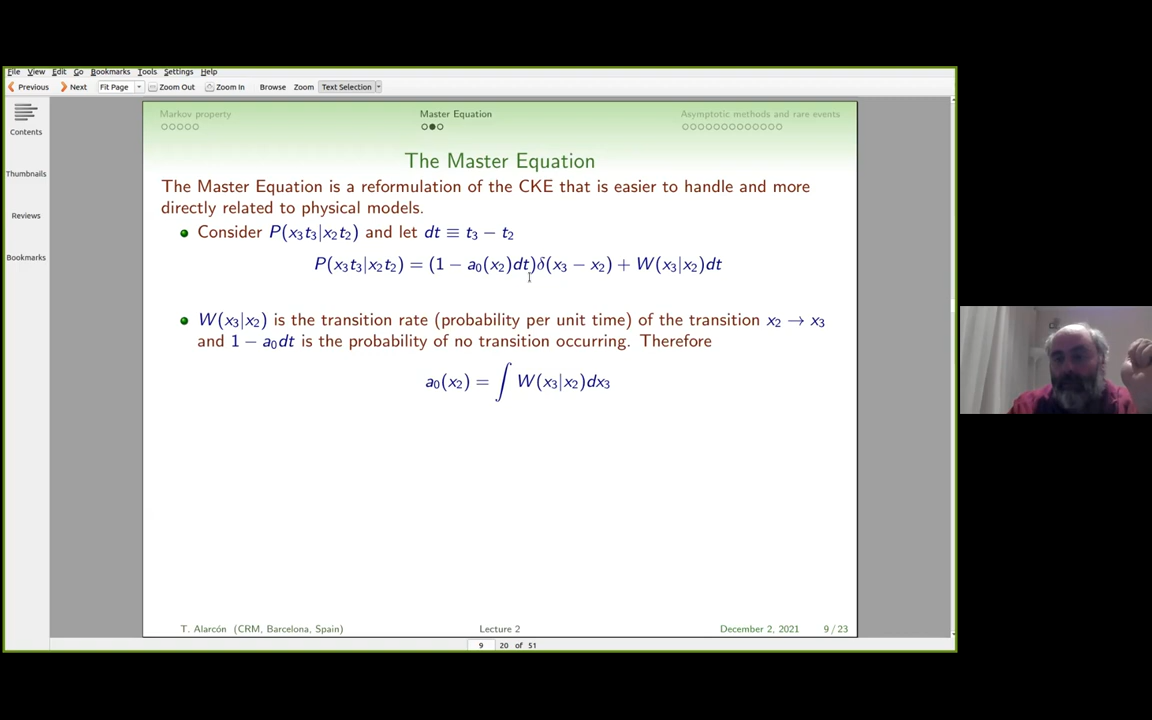 File View Edit Go Bookmarks Tools Settings Help
Previous Next Fit Page Zoom Out Zoom In Browse Zoom Text Selection
Contents
Thumbnails
Reviews
Bookmarks
Markov property Master Equation Asymptotic methods and rare events
The Master Equation
The Master Equation is a reformulation of the CKE that is easier to handle and more
directly related to physical models.
Consider P(x₃t₃|x₂t₂) and let dt ≡ t₃ − t₂
P(x₃t₃|x₂t₂) = (1 − a₀(x₂)dt)δ(x₃ − x₂) + W(x₃|x₂)dt
W(x₃|x₂) is the transition rate (probability per unit time) of the transition x₂ → x₃
and 1 − a₀dt is the probability of no transition occurring. Therefore
a₀(x₂) = ∫ W(x₃|x₂)dx₃
T. Alarcón (CRM, Barcelona, Spain) Lecture 2 December 2, 2021 9 / 23
9 20 of 51